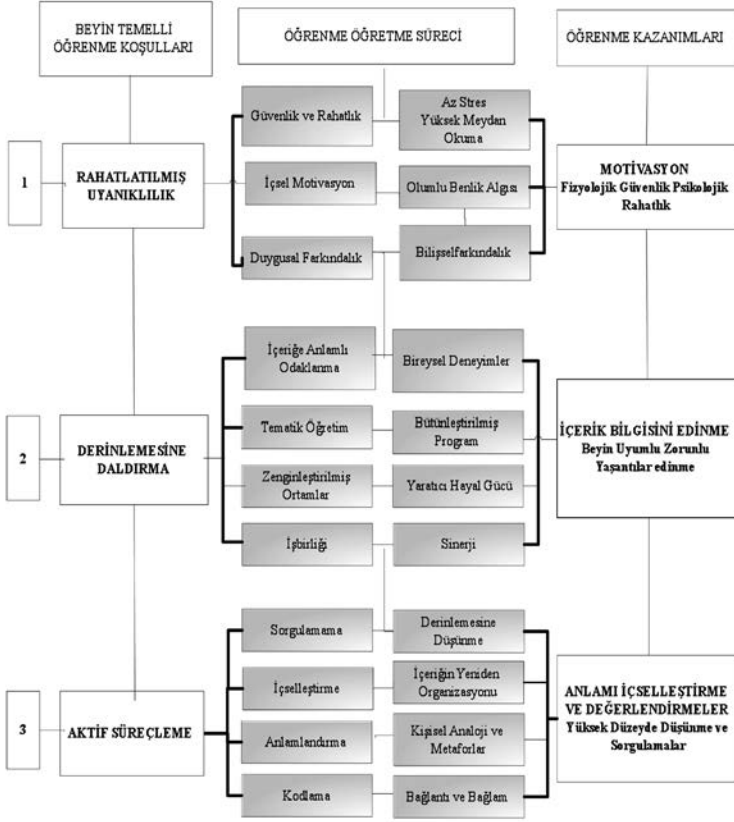 BEYİN TEMELLİ
ÖĞRENME KOŞULLARI
ÖĞRENME ÖĞRETME SÜRECİ
ÖĞRENME KAZANIMLARI
1
RAHATLATILMIŞ
UYANIKLILIK
Güvenlik ve Rahatlık
Az Stres
Yüksek Meydan
Okuma
İçsel Motivasyon
Olumlu Benlik Algısı
Duygusal Farkındalık
Bilişselfarkındalık
MOTİVASYON
Fizyolojik Güvenlik Psikolojik
Rahatlık
2
DERİNLEMESİNE
DALDIRMA
İçeriğe Anlamlı
Odaklanma
Bireysel Deneyimler
Tematik Öğretim
Bütünleştirilmiş
Program
Zenginleştirilmiş
Ortamlar
Yaratıcı Hayal Gücü
İşbirliği
Sinerji
İÇERİK BİLGİSİNİ EDİNME
Beyin Uyumlu Zorunlu
Yaşantılar edinme
3
AKTİF SÜREÇLEME
Sorgulamama
Derinlemesine
Düşünme
İçselleştirme
İçeriğin Yeniden
Organizasyonu
Anlamlandırma
Kişisel Analoji ve
Metaforlar
Kodlama
Bağlantı ve Bağlam
ANLAMI İÇSELLEŞTİRME
VE DEĞERLENDİRMELER
Yüksek Düzeyde Düşünme ve
Sorgulamalar